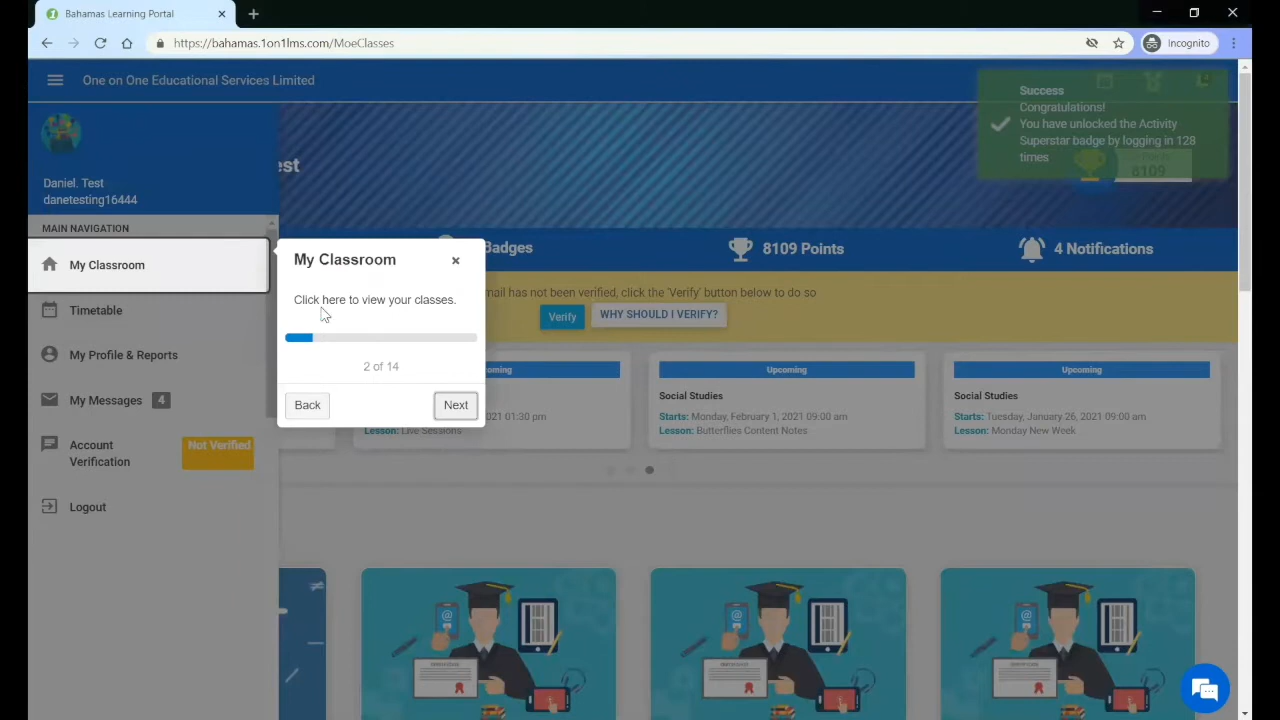 Bahamas Learning Portal
https://bahamas.1on1lms.com/MoeClasses
Incognito
One on One Educational Services Limited
Success
Congratulations!
You have unlocked the Activity
Superstar badge by logging in 128
times
est
8109
Daniel. Test
danetesting16444
MAIN NAVIGATION
My Classroom
Timetable
My Profile & Reports
My Messages 4
Account
Verification
Not Verified
Logout
My Classroom ×
Click here to view your classes.
2 of 14
Back
Next
Badges
8109 Points
4 Notifications
mail has not been verified, click the 'Verify' button below to do so
Verify
WHY SHOULD I VERIFY?
oming
021 01:30 pm
Lesson: Live Sessions
Upcoming
Social Studies
Starts: Monday, February 1, 2021 09:00 am
Lesson: Butterflies Content Notes
Upcoming
Social Studies
Starts: Tuesday, January 26, 2021 09:00 am
Lesson: Monday New Week